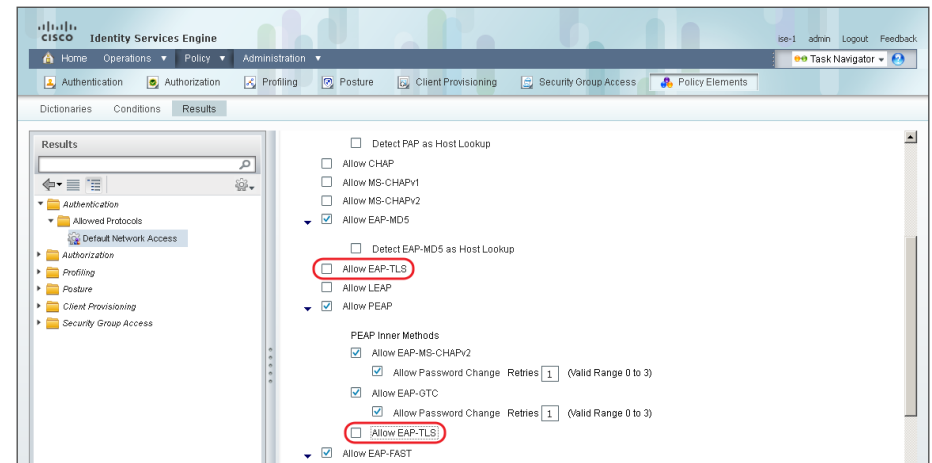 CISCO Identity Services Engine
ise-1 admin Logout Feedback
Home Operations Policy Administration
Task Navigator
Authentication Authorization Profiling Posture Client Provisioning Security Group Access Policy Elements
Dictionaries Conditions Results
Results
Authentication
Allowed Protocols
Default Network Access
Authorization
Profiling
Posture
Client Provisioning
Security Group Access
Detect PAP as Host Lookup
Allow CHAP
Allow MS-CHAPv1
Allow MS-CHAPv2
Allow EAP-MD5
Detect EAP-MD5 as Host Lookup
Allow EAP-TLS
Allow LEAP
Allow PEAP
PEAP Inner Methods
Allow EAP-MS-CHAPv2
Allow Password Change Retries 1 (Valid Range 0 to 3)
Allow EAP-GTC
Allow Password Change Retries 1 (Valid Range 0 to 3)
Allow EAP-TLS
Allow EAP-FAST